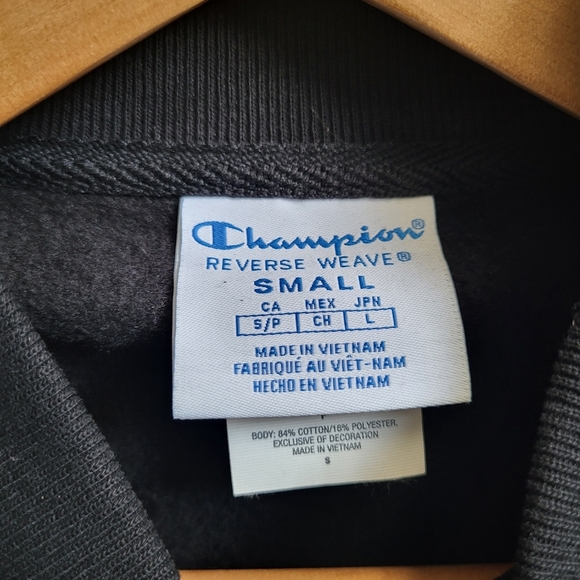 Champion®
REVERSE WEAVE®
SMALL
CA MEX JPN
S/P CH L
MADE IN VIETNAM
FABRIQUÉ AU VIÊT-NAM
HECHO EN VIETNAM
BODY: 84% COTTON/16% POLYESTER,
EXCLUSIVE OF DECORATION
MADE IN VIETNAM
S